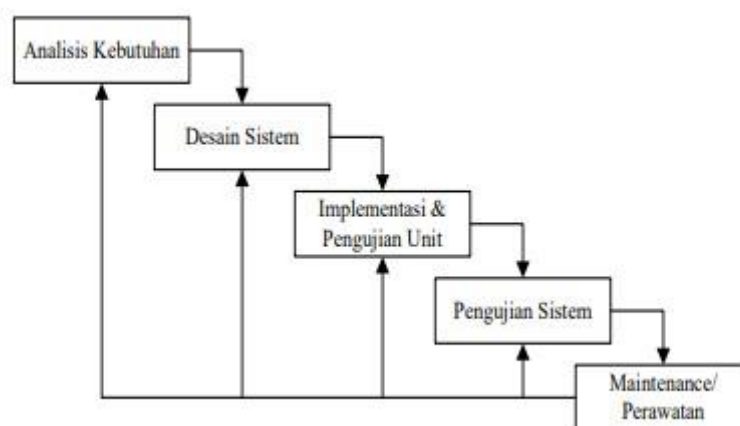 Analisis Kebutuhan
Desain Sistem
Implementasi &
Pengujian Unit
Pengujian Sistem
Maintenance/
Perawatan